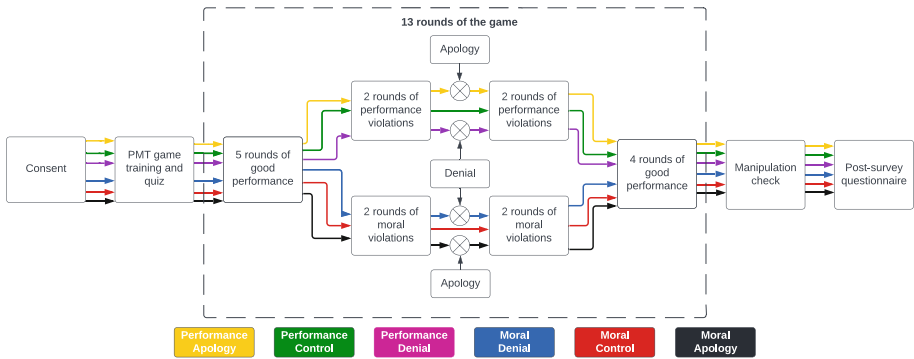 13 rounds of the game
Apology
2 rounds of
performance
violations
2 rounds of
performance
violations
Consent
PMT game
training and
quiz
5 rounds of
good
performance
Denial
4 rounds of
good
performance
Manipulation
check
Post-survey
questionnaire
2 rounds of
moral
violations
2 rounds of
moral
violations
Apology
Performance
Apology
Performance
Control
Performance
Denial
Moral
Denial
Moral
Control
Moral
Apology